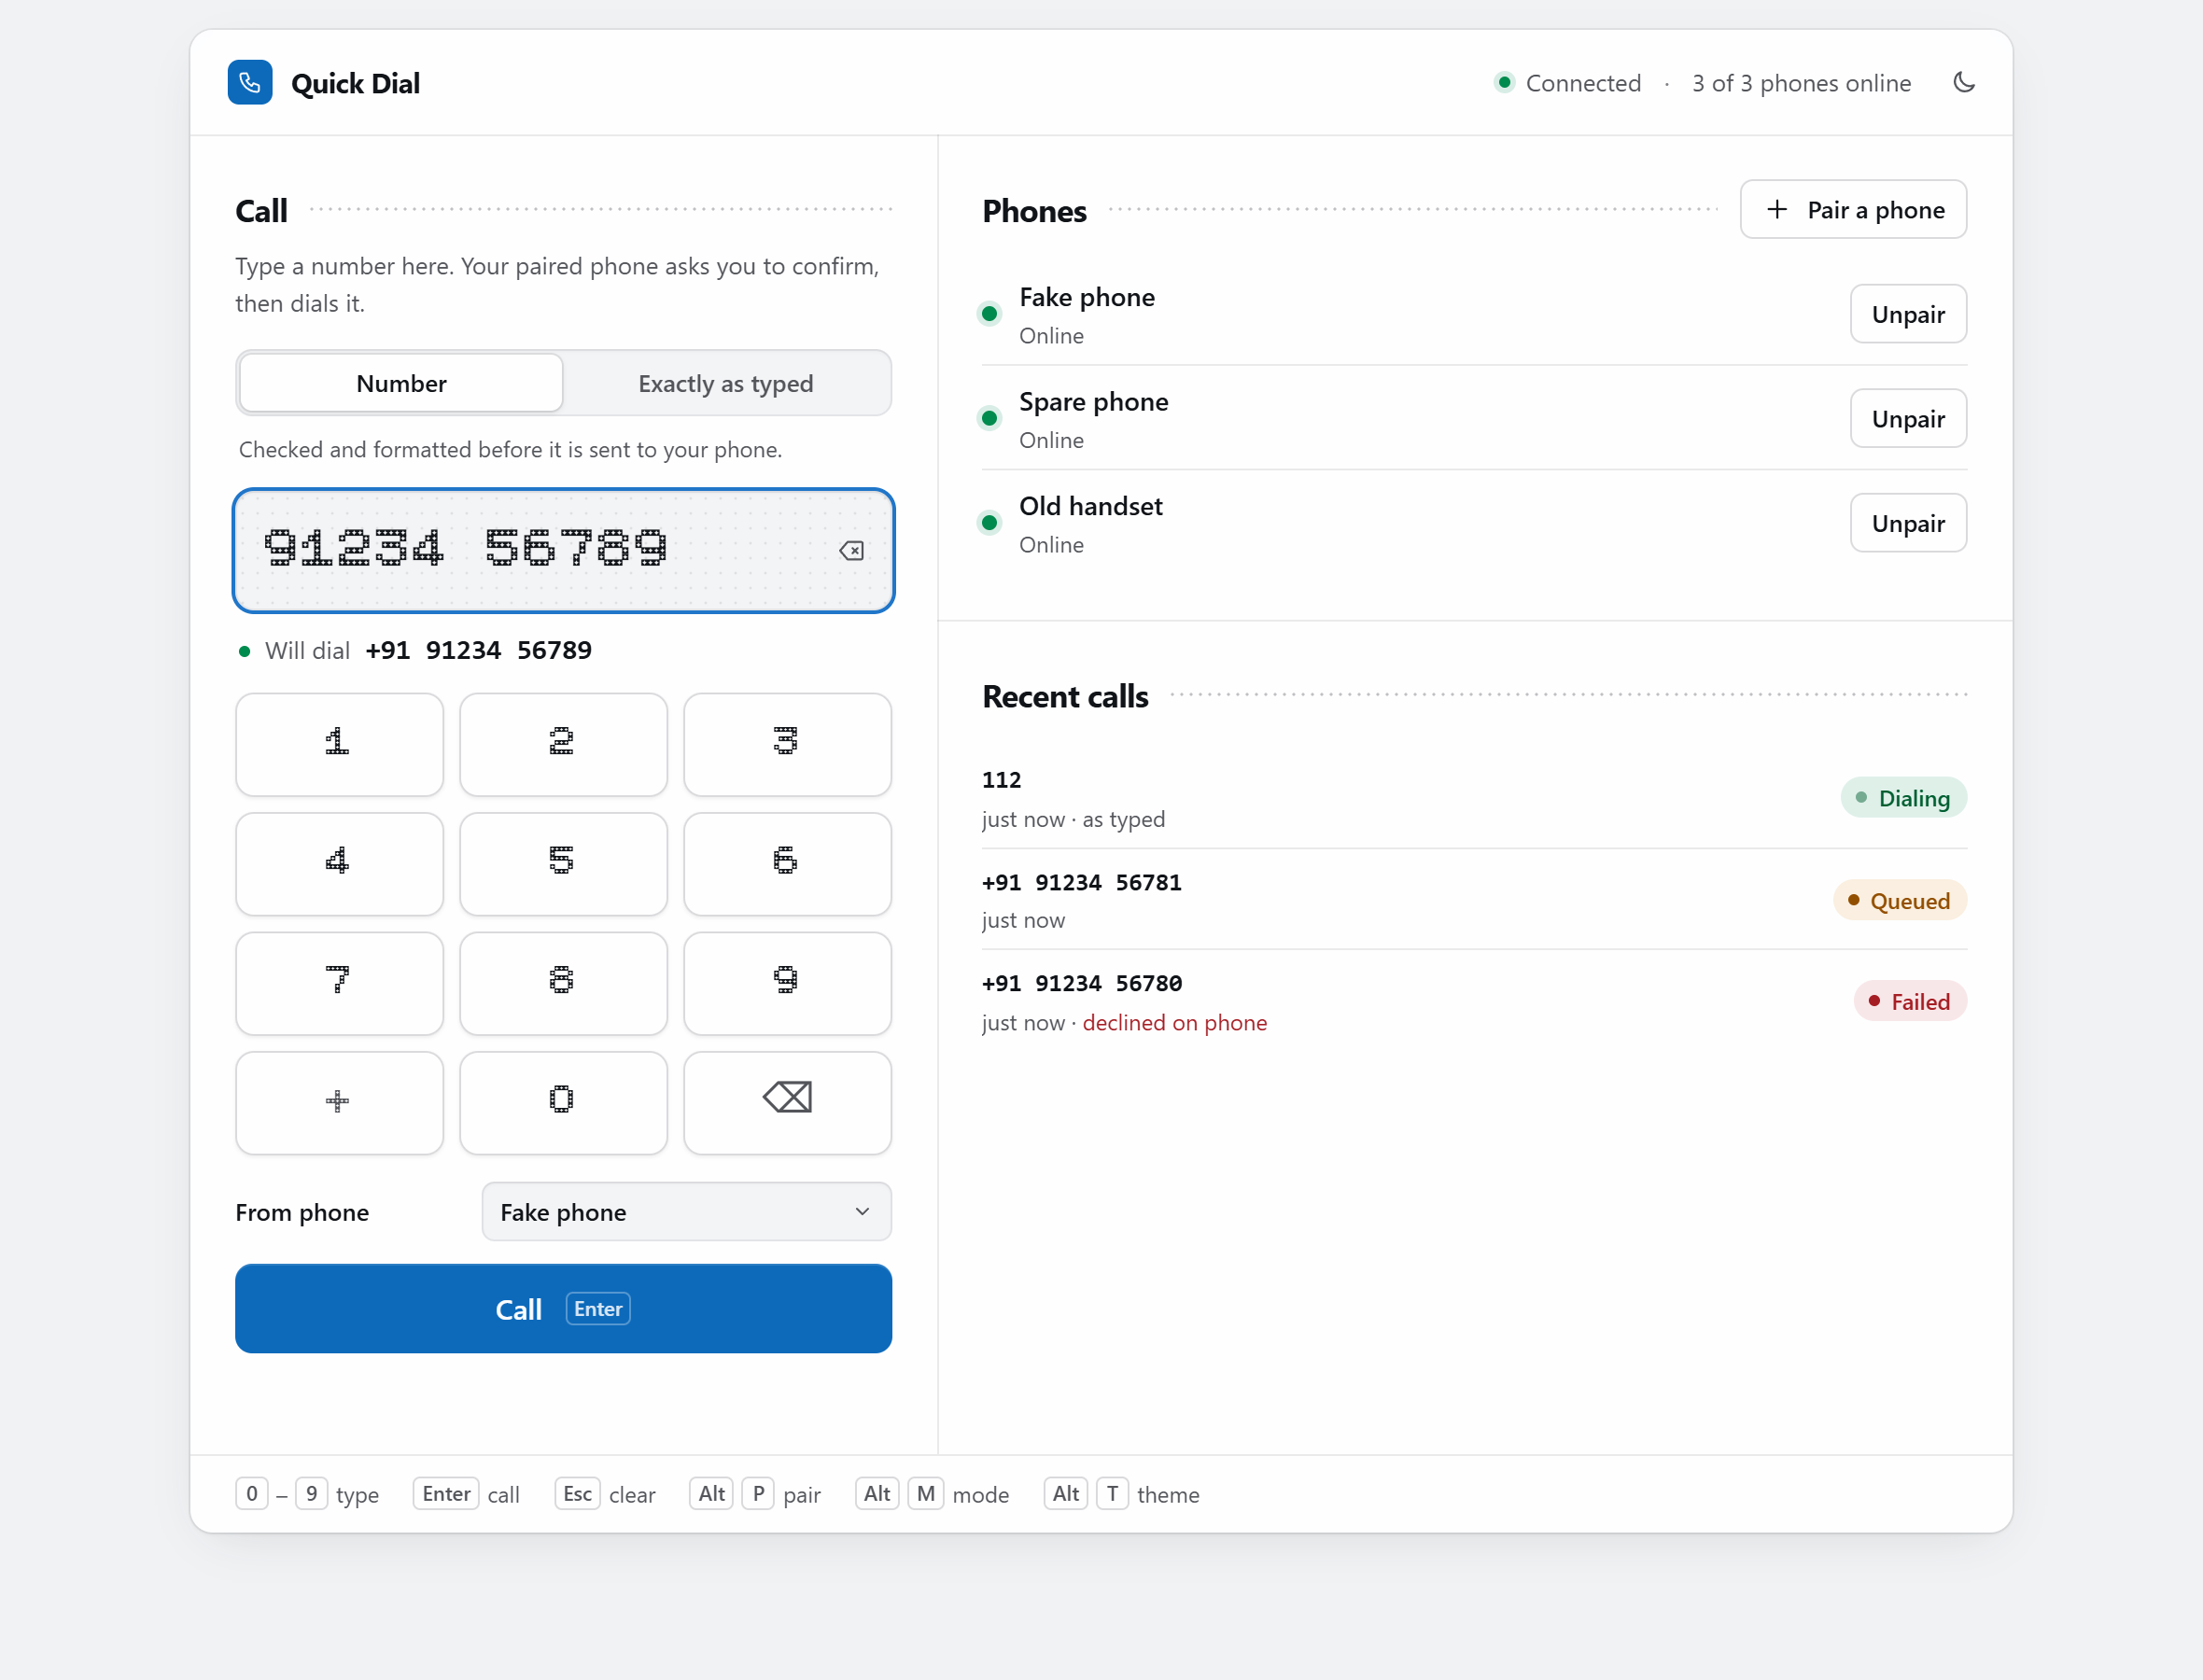 Quick Dial
Connected · 3 of 3 phones online
Call
Type a number here. Your paired phone asks you to confirm,
then dials it.
Number
Exactly as typed
Checked and formatted before it is sent to your phone.
91234 56789
Will dial +91 91234 56789
1 2 3
4 5 6
7 8 9
+ 0 ⌫
From phone
Fake phone
Call Enter
Phones
+ Pair a phone
Fake phone
Online
Unpair
Spare phone
Online
Unpair
Old handset
Online
Unpair
Recent calls
112
just now · as typed
Dialing
+91 91234 56781
just now
Queued
+91 91234 56780
just now · declined on phone
Failed
0 – 9 type Enter call Esc clear Alt P pair Alt M mode Alt T theme